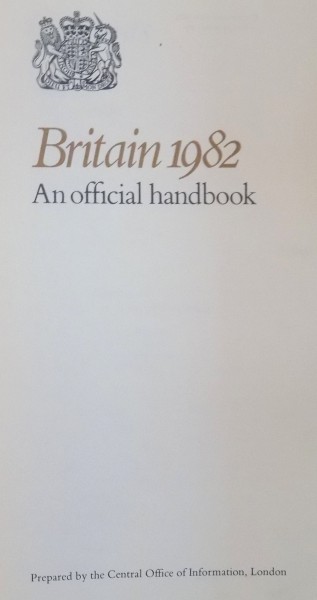 Britain 1982
An official handbook
Prepared by the Central Office of Information, London